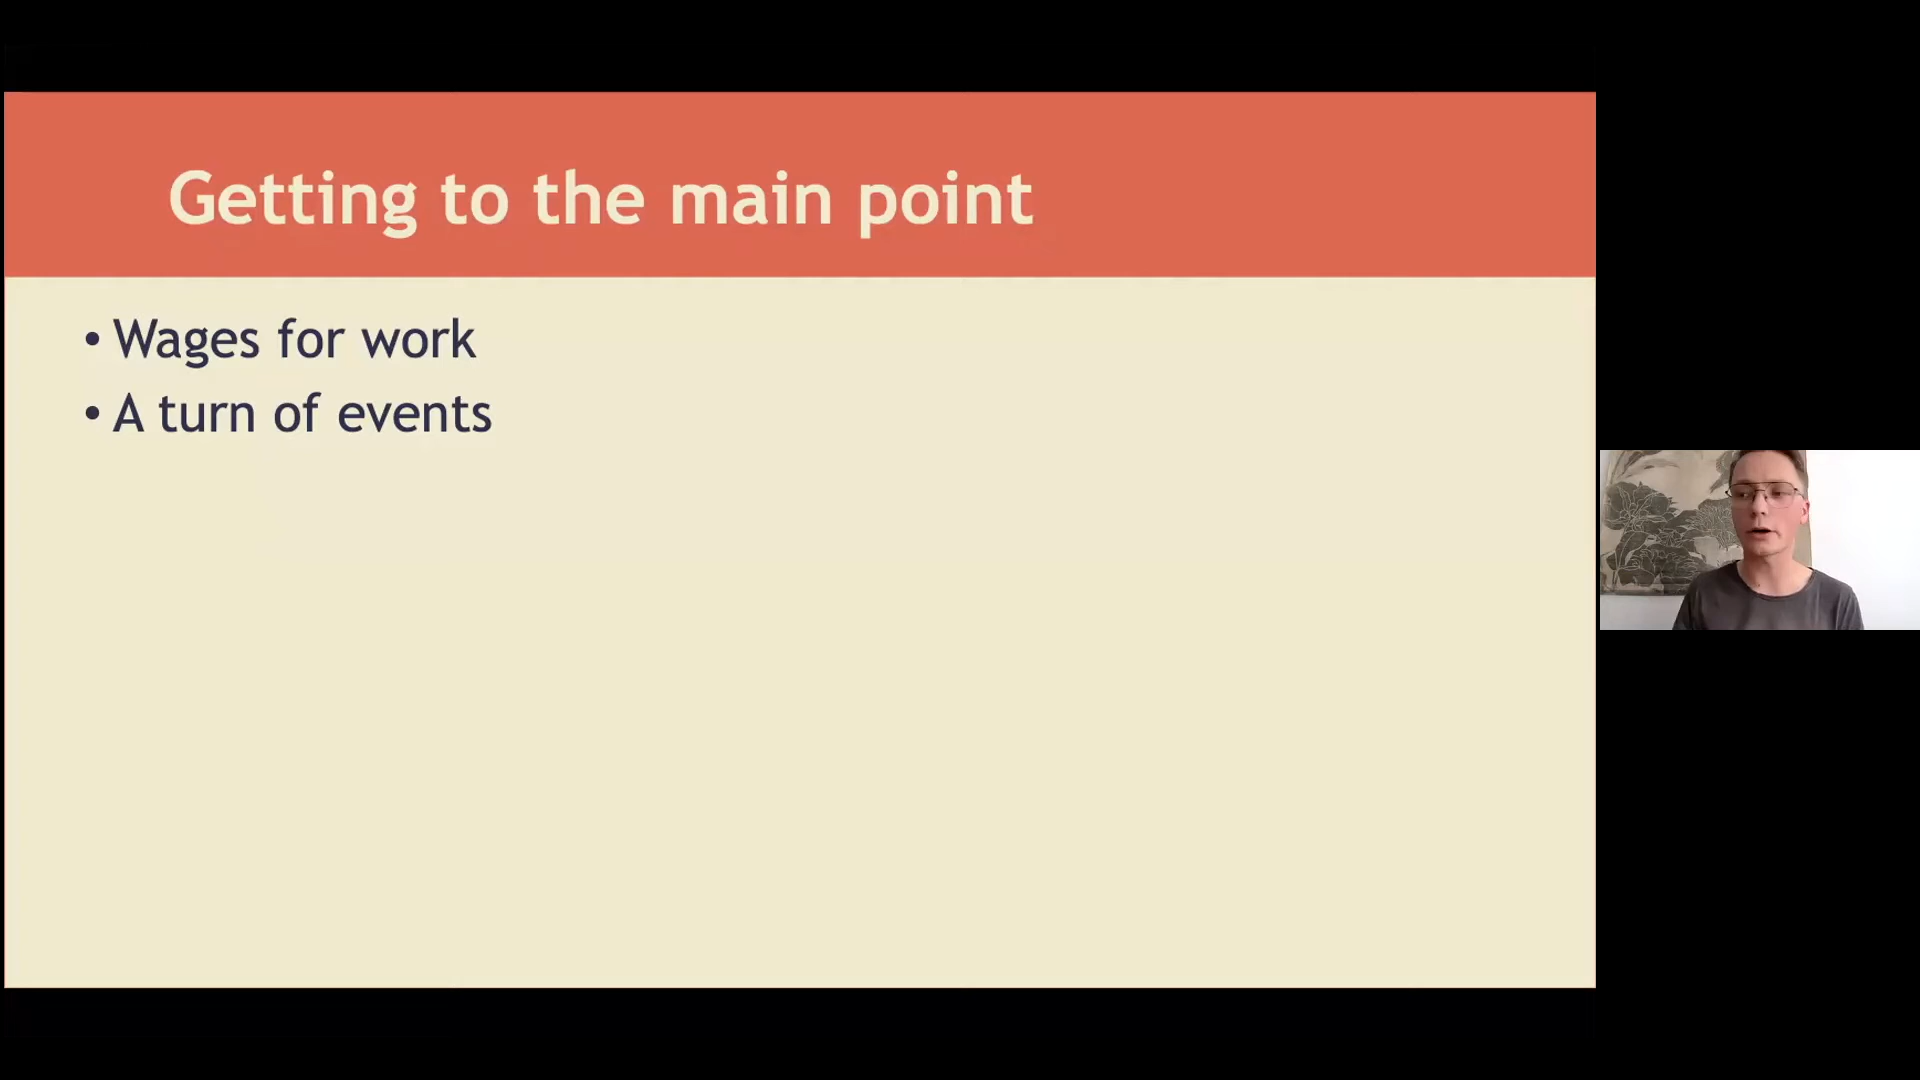 Getting to the main point
• Wages for work
• A turn of events